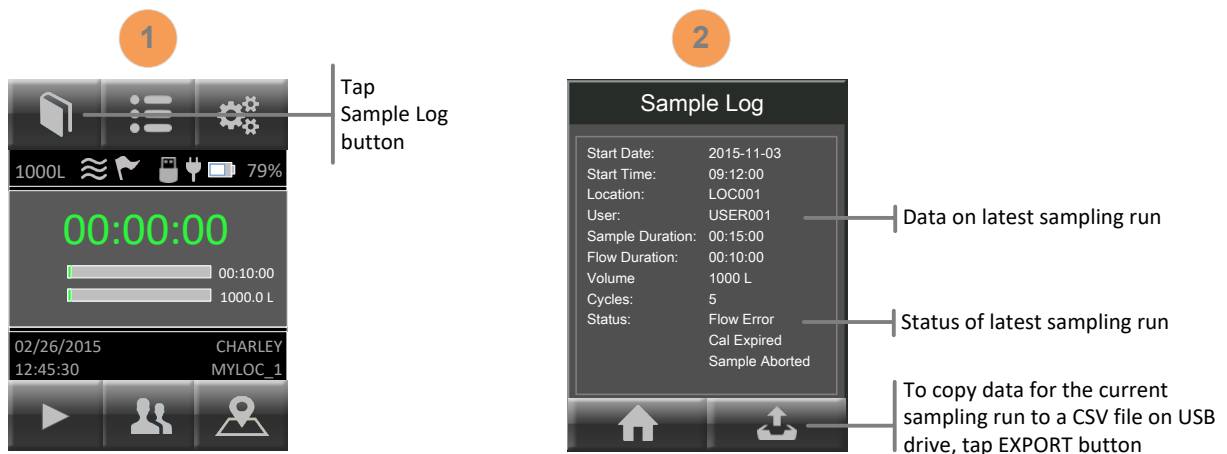 1
Tap
Sample Log
button
1000L
79%
00:00:00
00:10:00
1000.0 L
02/26/2015 CHARLEY
12:45:30 MYLOC_1
2
Sample Log
Start Date: 2015-11-03
Start Time: 09:12:00
Location: LOC001
User: USER001
Sample Duration: 00:15:00
Flow Duration: 00:10:00
Volume 1000 L
Cycles: 5
Status: Flow Error
Cal Expired
Sample Aborted
Data on latest sampling run
Status of latest sampling run
To copy data for the current
sampling run to a CSV file on USB
drive, tap EXPORT button